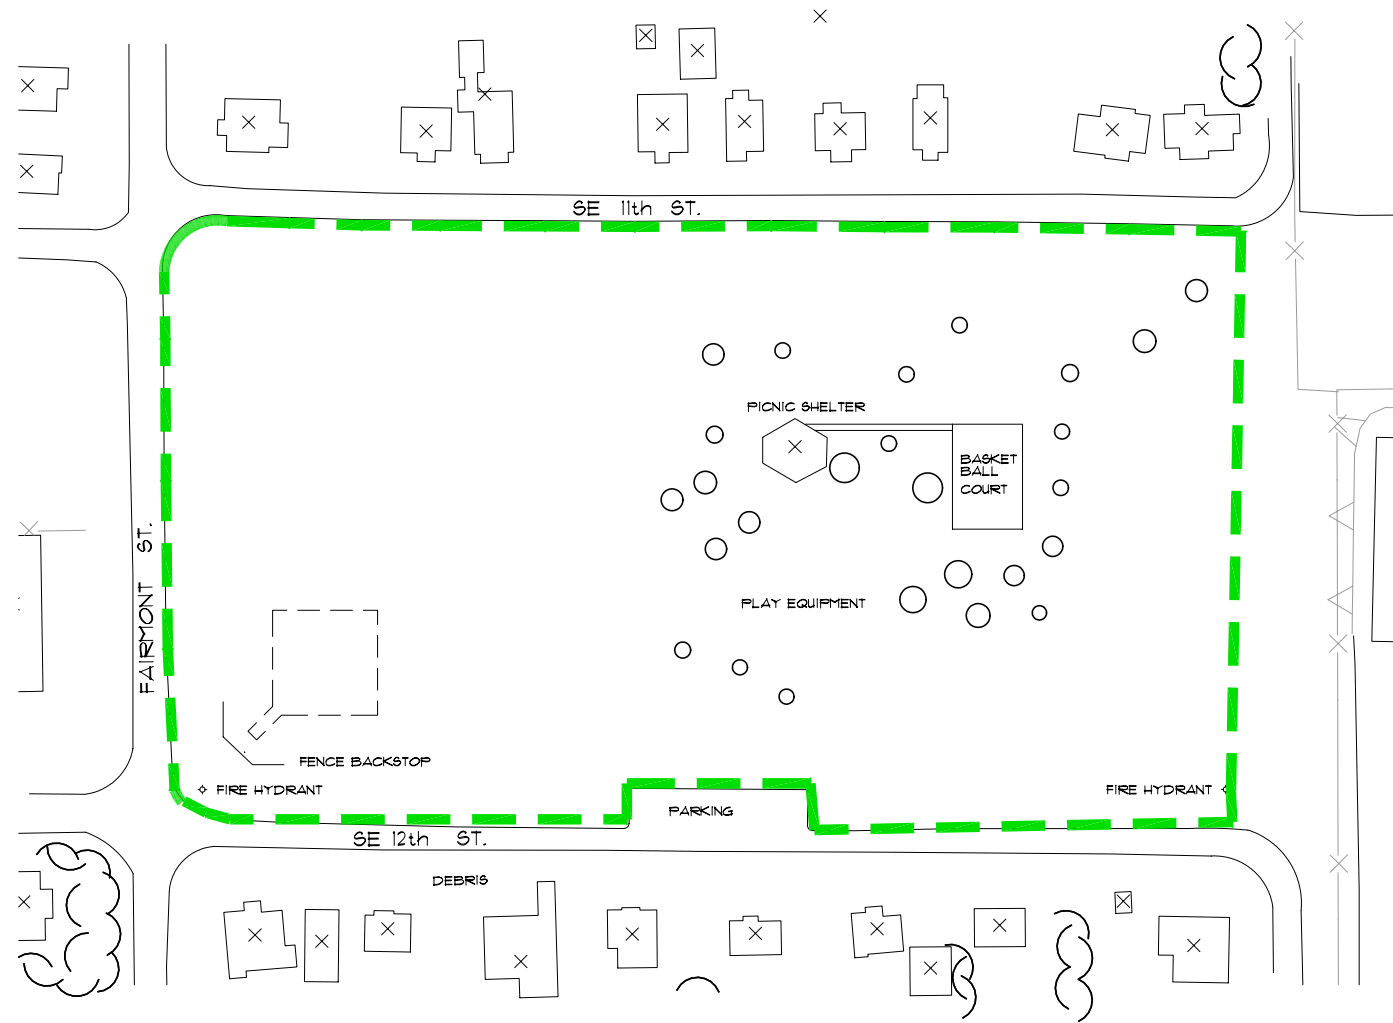 SE 11th ST.
PICNIC SHELTER
BASKET
BALL
COURT
FAIRMONT ST.
PLAY EQUIPMENT
FENCE BACKSTOP
FIRE HYDRANT
FIRE HYDRANT
PARKING
SE 12th ST.
DEBRIS